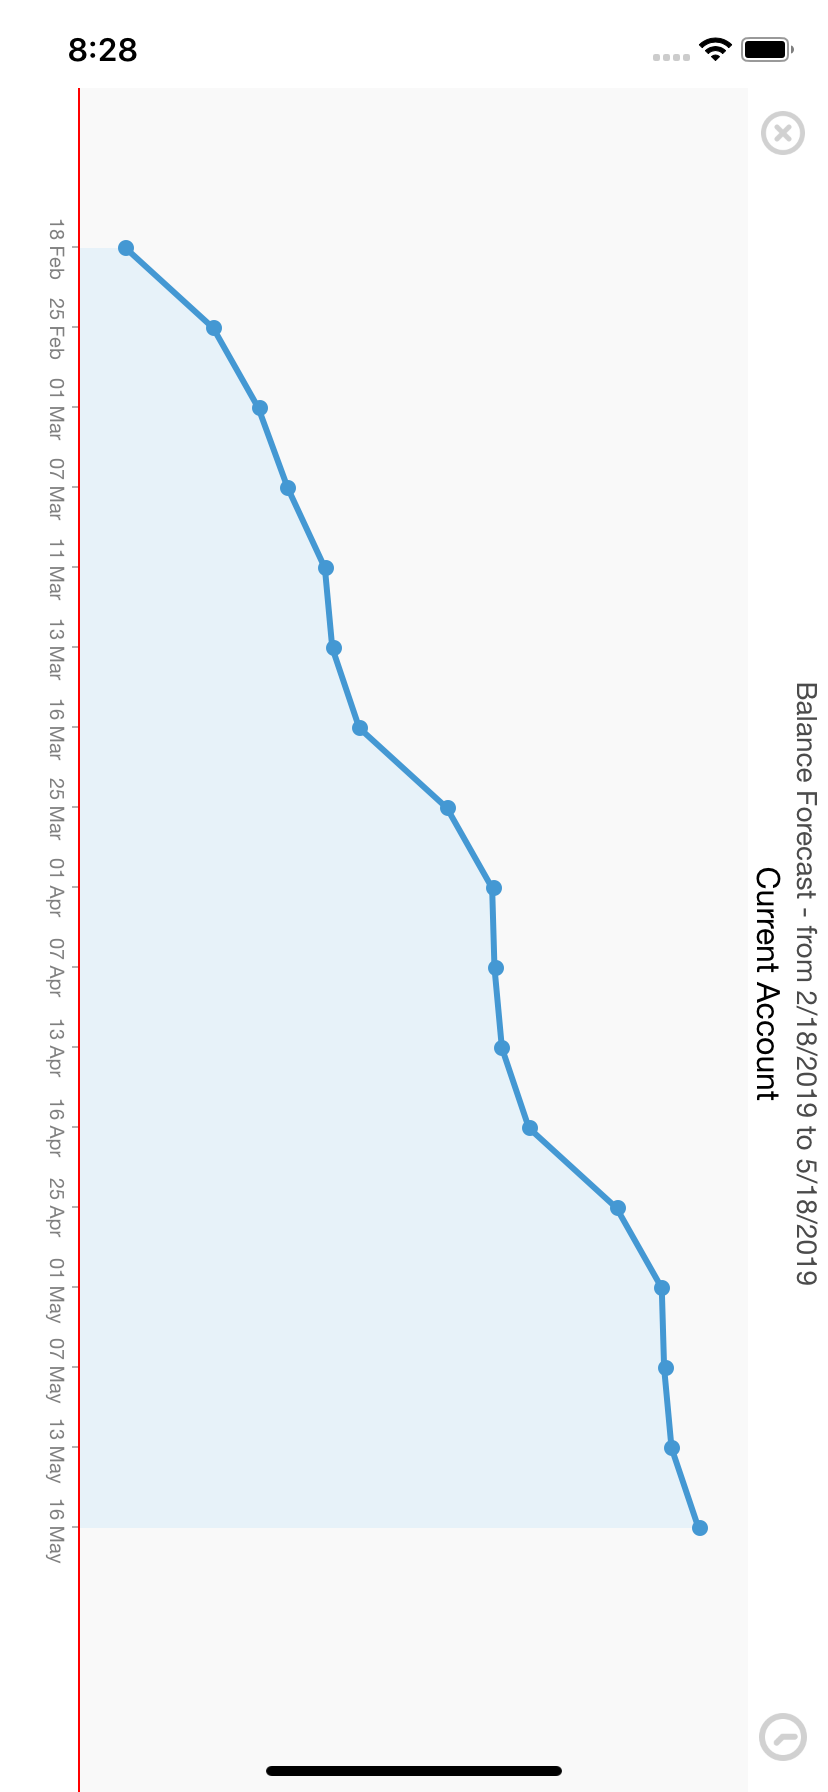 8:28
Balance Forecast - from 2/18/2019 to 5/18/2019
Current Account
18 Feb
25 Feb
01 Mar
07 Mar
11 Mar
13 Mar
16 Mar
25 Mar
01 Apr
07 Apr
13 Apr
16 Apr
25 Apr
01 May
07 May
13 May
16 May